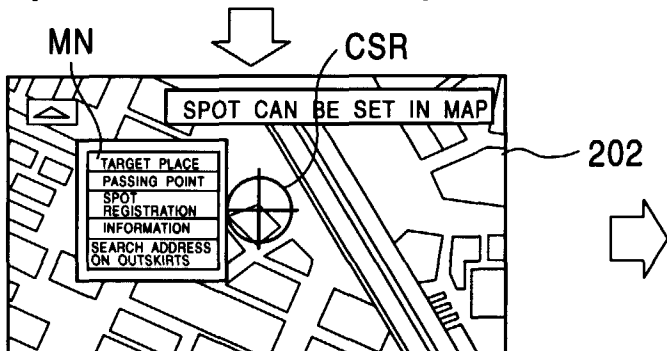 MN
CSR
SPOT CAN BE SET IN MAP
202
TARGET PLACE
PASSING POINT
SPOT
REGISTRATION
INFORMATION
SEARCH ADDRESS
ON OUTSKIRTS